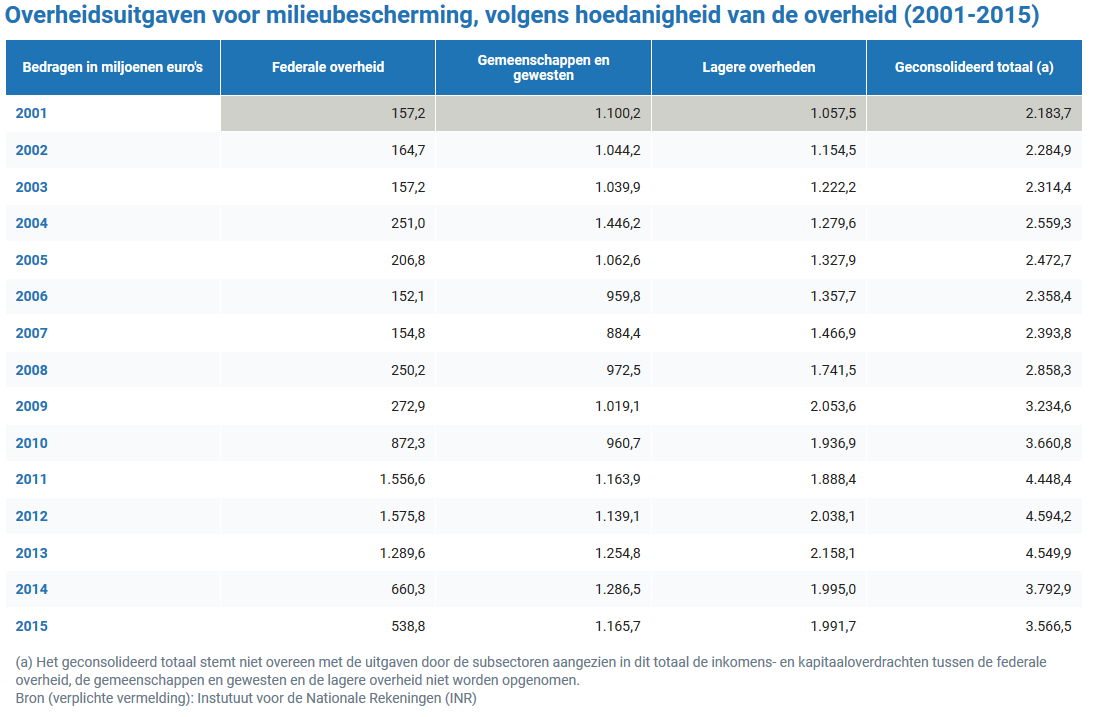 Overheidsuitgaven voor milieubescherming, volgens hoedanigheid van de overheid (2001-2015)
Bedragen in miljoenen euro's Federale overheid Gemeenschappen en gewesten Lagere overheden Geconsolideerd totaal (a)
2001 157,2 1.100,2 1.057,5 2.183,7
2002 164,7 1.044,2 1.154,5 2.284,9
2003 157,2 1.039,9 1.222,2 2.314,4
2004 251,0 1.446,2 1.279,6 2.559,3
2005 206,8 1.062,6 1.327,9 2.472,7
2006 152,1 959,8 1.357,7 2.358,4
2007 154,8 884,4 1.466,9 2.393,8
2008 250,2 972,5 1.741,5 2.858,3
2009 272,9 1.019,1 2.053,6 3.234,6
2010 872,3 960,7 1.936,9 3.660,8
2011 1.556,6 1.163,9 1.888,4 4.448,4
2012 1.575,8 1.139,1 2.038,1 4.594,2
2013 1.289,6 1.254,8 2.158,1 4.549,9
2014 660,3 1.286,5 1.995,0 3.792,9
2015 538,8 1.165,7 1.991,7 3.566,5
(a) Het geconsolideerd totaal stemt niet overeen met de uitgaven door de subsectoren aangezien in dit totaal de inkomens- en kapitaaloverdrachten tussen de federale
overheid, de gemeenschappen en gewesten en de lagere overheid niet worden opgenomen.
Bron (verplichte vermelding): Instutuut voor de Nationale Rekeningen (INR)